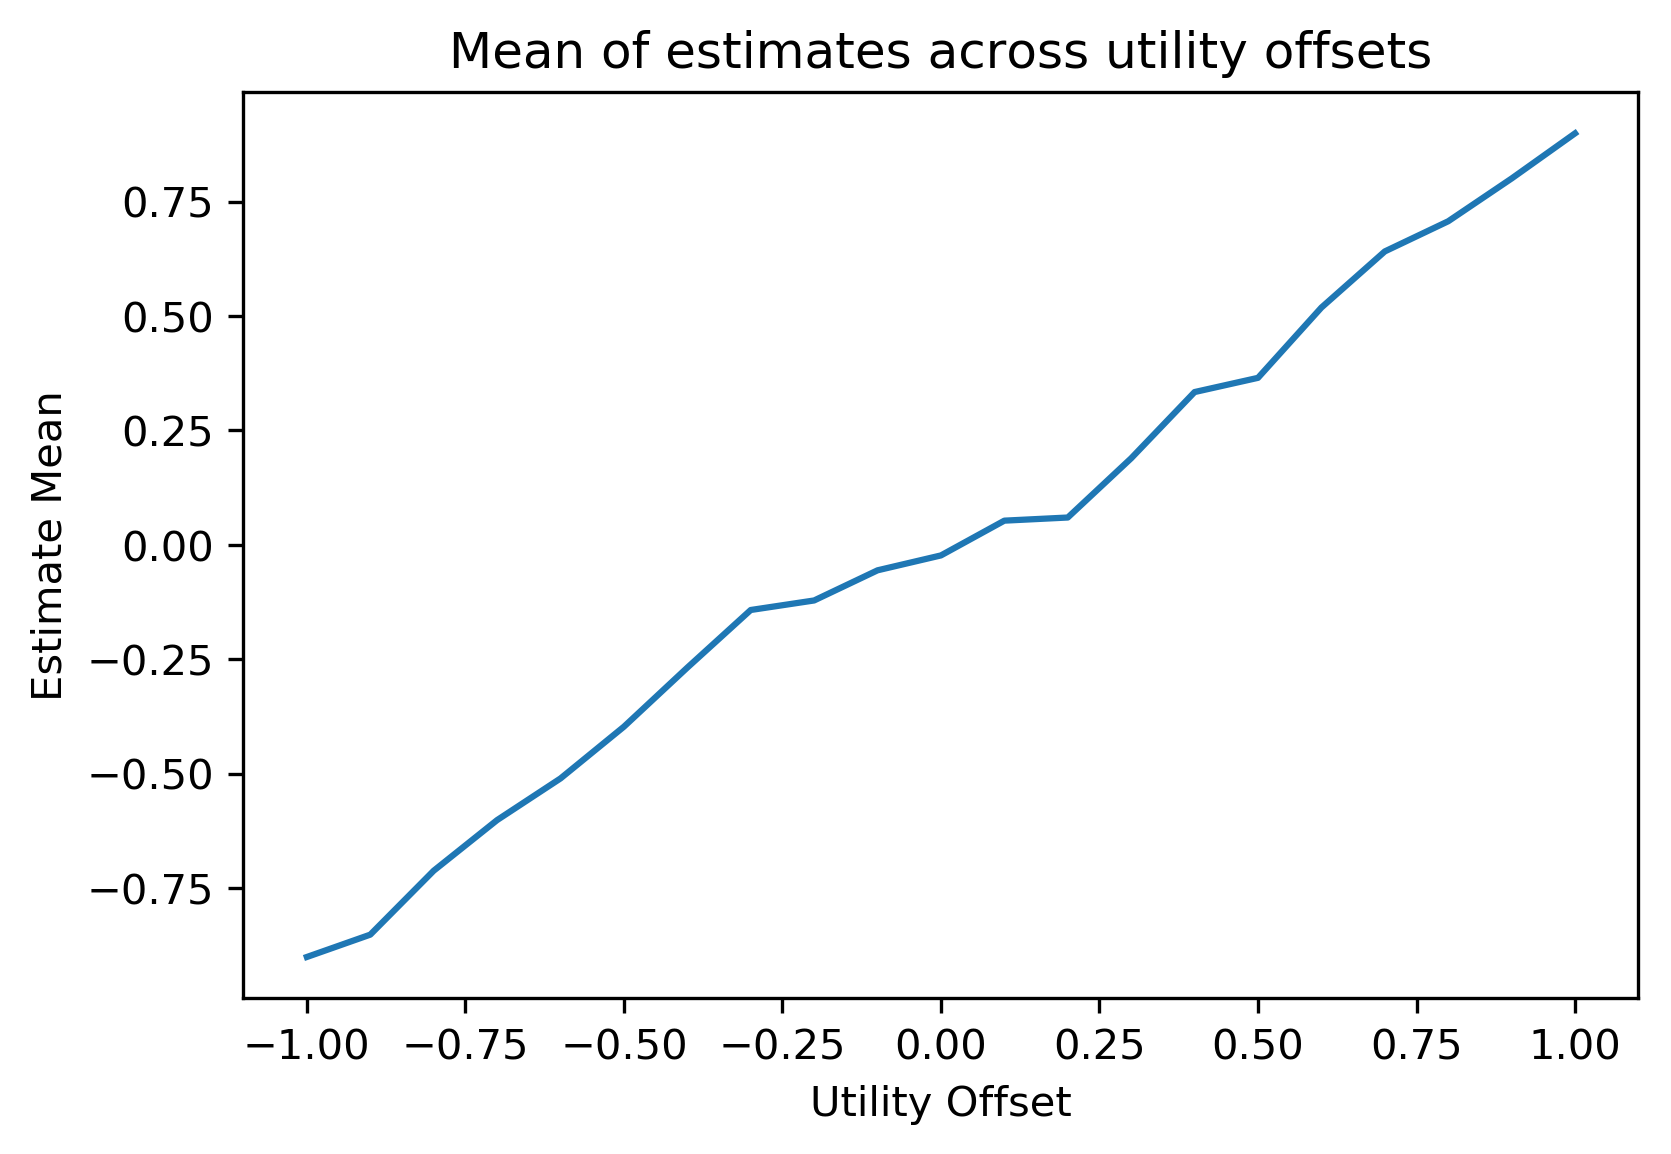 Mean of estimates across utility offsets
Estimate Mean
0.75
0.50
0.25
0.00
−0.25
−0.50
−0.75
−1.00 −0.75 −0.50 −0.25 0.00 0.25 0.50 0.75 1.00
Utility Offset